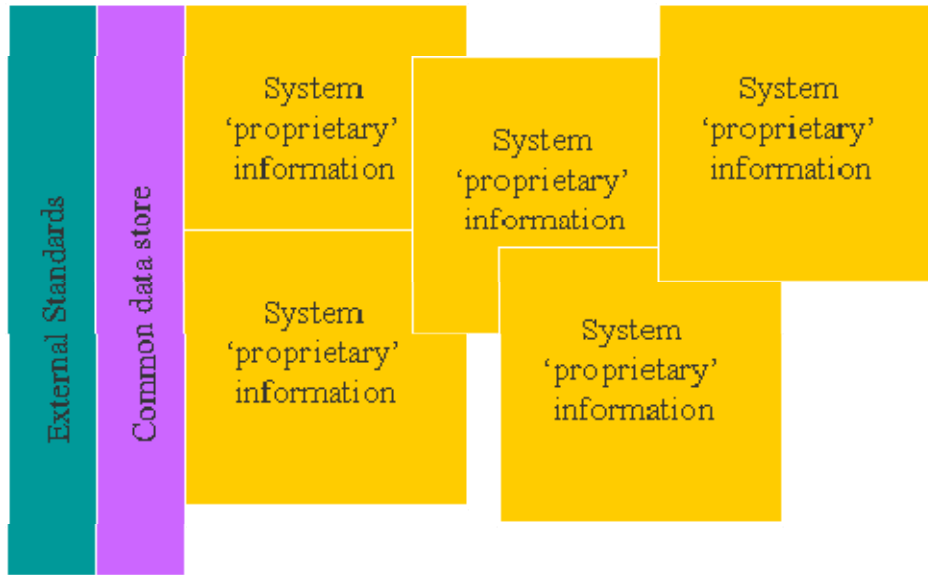 External Standards
Common data store
System
‘proprietary’
information
System
‘proprietary’
information
System
‘proprietary’
information
System
‘proprietary’
information
System
‘proprietary’
information